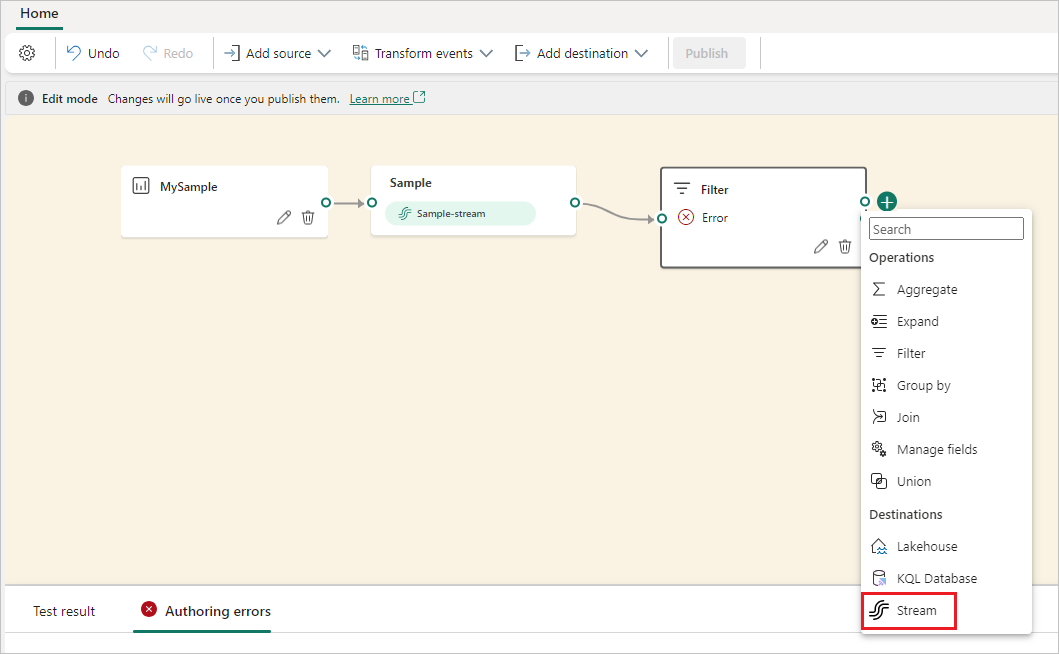 Home
Undo Redo Add source Transform events Add destination Publish
Edit mode Changes will go live once you publish them. Learn more
MySample
Sample
Sample-stream
Filter
Error
Search
Operations
Aggregate
Expand
Filter
Group by
Join
Manage fields
Union
Destinations
Lakehouse
KQL Database
Stream
Test result Authoring errors